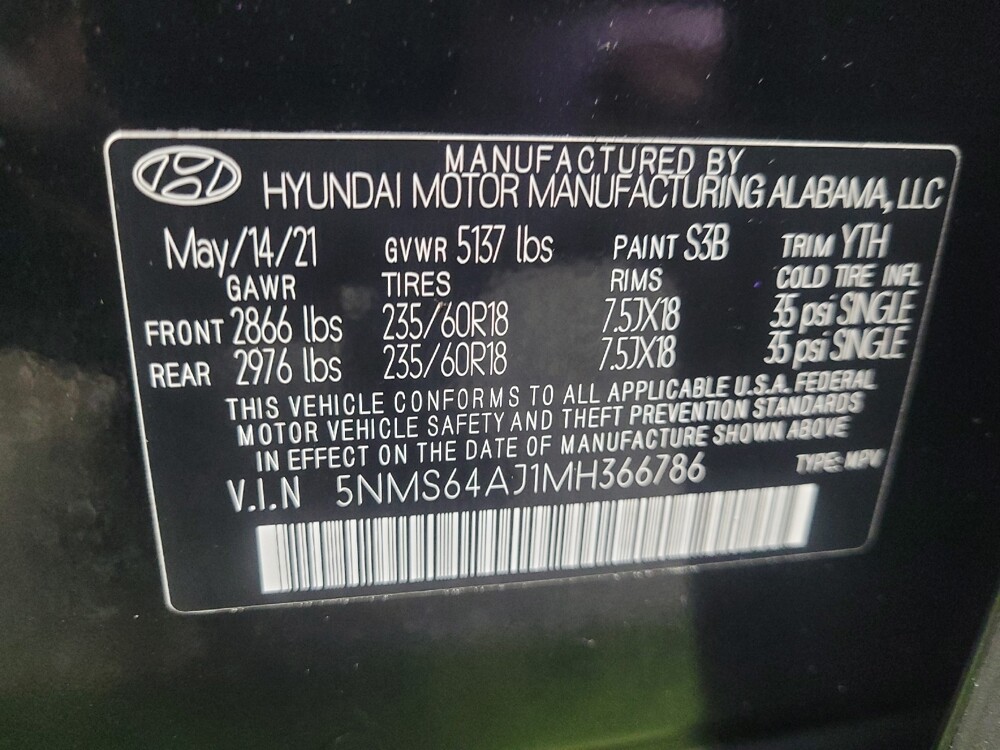 MANUFACTURED BY
HYUNDAI MOTOR MANUFACTURING ALABAMA, LLC
May/14/21 GVWR 5137 lbs PAINT S3B TRIM YTH
GAWR TIRES RIMS COLD TIRE INFL
FRONT 2866 lbs 235/60R18 7.5JX18 35 psi SINGLE
REAR 2976 lbs 235/60R18 7.5JX18 35 psi SINGLE
THIS VEHICLE CONFORMS TO ALL APPLICABLE U.S.A. FEDERAL
MOTOR VEHICLE SAFETY AND THEFT PREVENTION STANDARDS
IN EFFECT ON THE DATE OF MANUFACTURE SHOWN ABOVE
V.I.N 5NMS64AJ1MH366786 TYPE: MPV